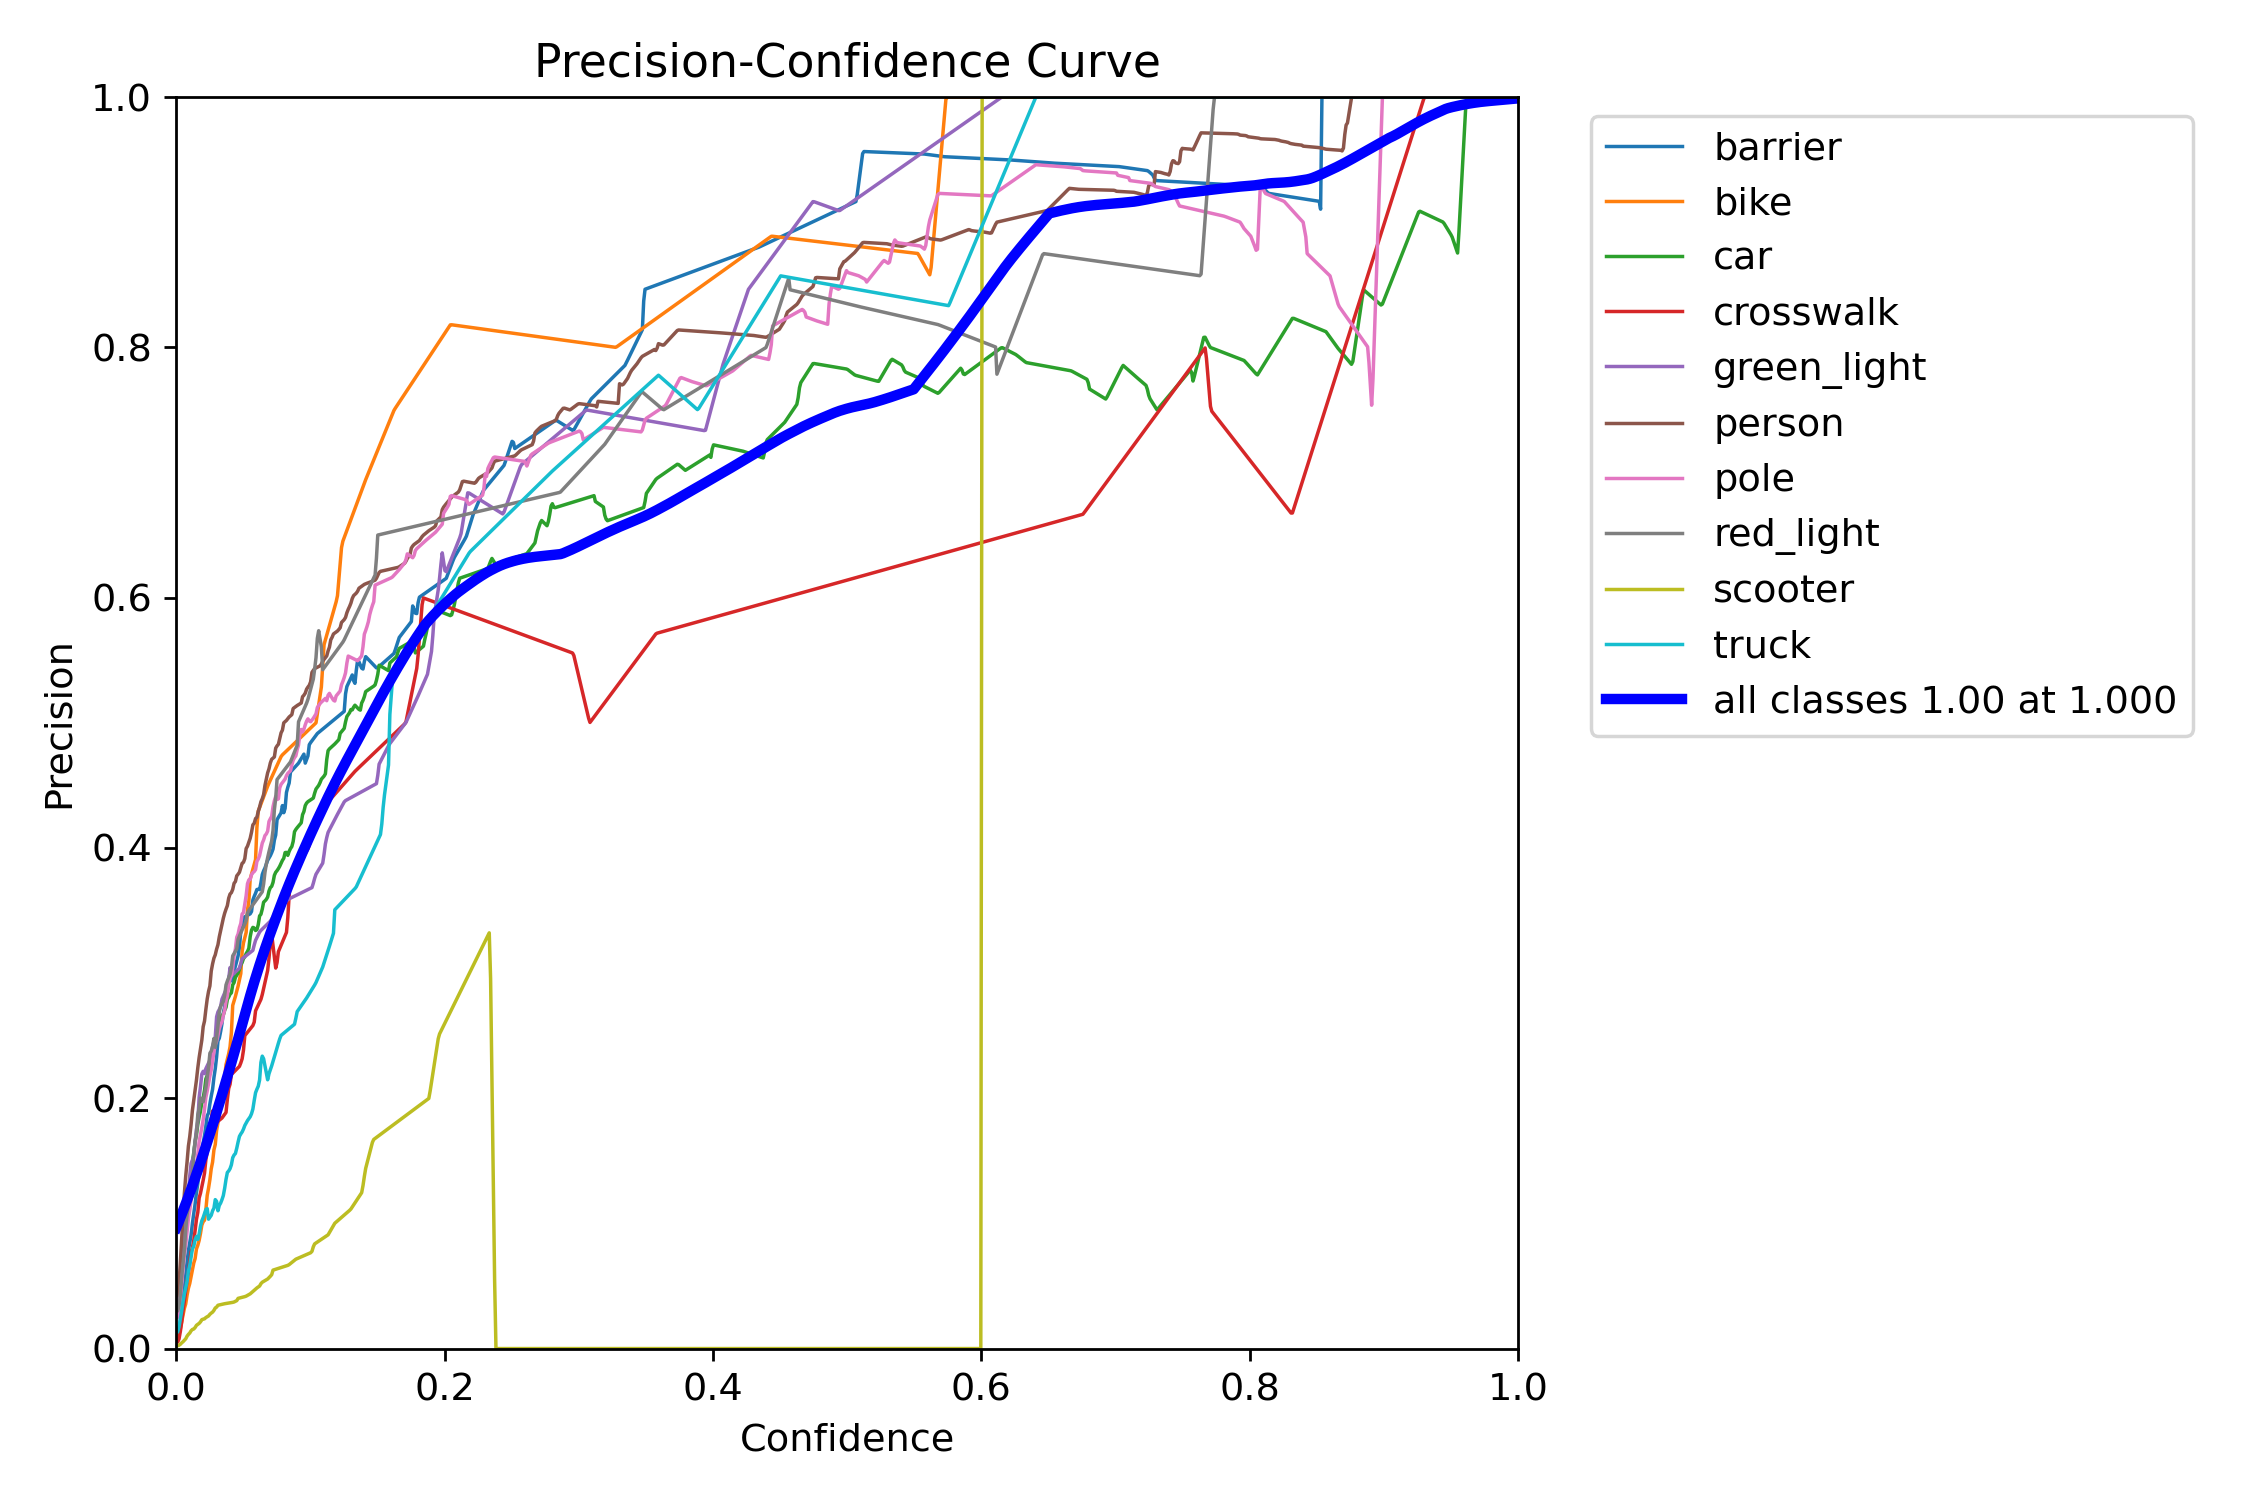 Precision-Confidence Curve
1.0
0.8
0.6
0.4
0.2
0.0
Precision
0.0 0.2 0.4 0.6 0.8 1.0
Confidence
barrier
bike
car
crosswalk
green_light
person
pole
red_light
scooter
truck
all classes 1.00 at 1.000